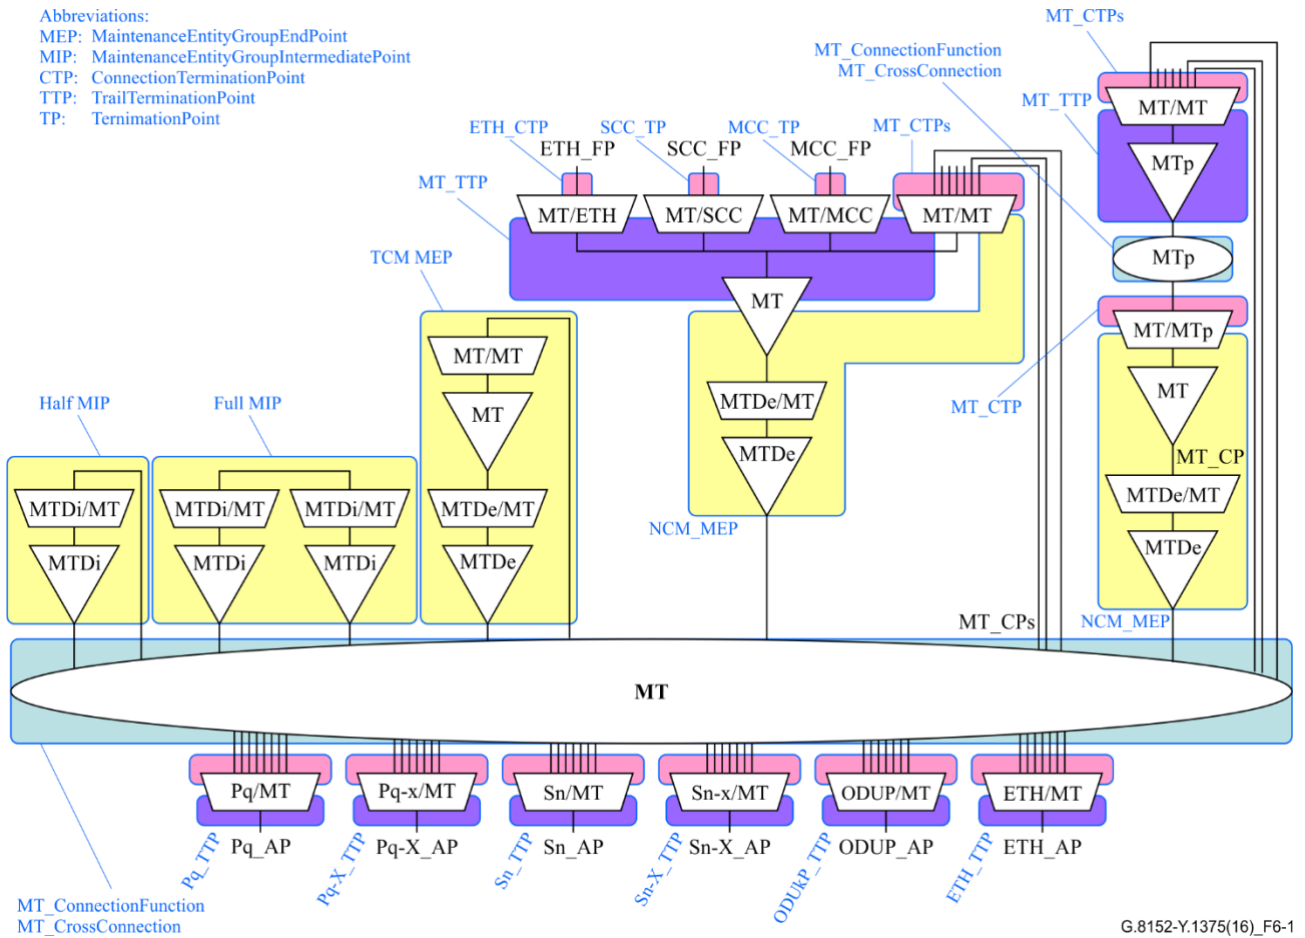 Abbreviations:
MEP: MaintenanceEntityGroupEndPoint
MIP: MaintenanceEntityGroupIntermediatePoint
CTP: ConnectionTerminationPoint
TTP: TrailTerminationPoint
TP: TernimationPoint
MT_CTPs
MT_ConnectionFunction
MT_CrossConnection
MT_TTP
MT/MT
MTp
ETH_CTP
SCC_TP
MCC_TP
MT_CTPs
ETH_FP
SCC_FP
MCC_FP
MT_TTP
MT/ETH
MT/SCC
MT/MCC
MT/MT
TCM MEP
MTp
MT
MT/MTp
MT/MT
MT
MTDe/MT
MT
MT_CTP
Half MIP
Full MIP
MTDe
MT_CP
MTDi/MT
MTDi/MT
MTDi/MT
MTDe/MT
MTDe/MT
NCM_MEP
MTDi
MTDi
MTDi
MTDe
MTDe
MT_CPs
NCM_MEP
MT
Pq/MT
Pq-x/MT
Sn/MT
Sn-x/MT
ODUP/MT
ETH/MT
Pq_AP
Pq-X_AP
Sn_AP
Sn-X_AP
ODUP_AP
ETH_AP
Pq_TTP
Pq-X_TTP
Sn_TTP
Sn-X_TTP
ODUkP_TTP
ETH_TTP
MT_ConnectionFunction
MT_CrossConnection
G.8152-Y.1375(16)_F6-1